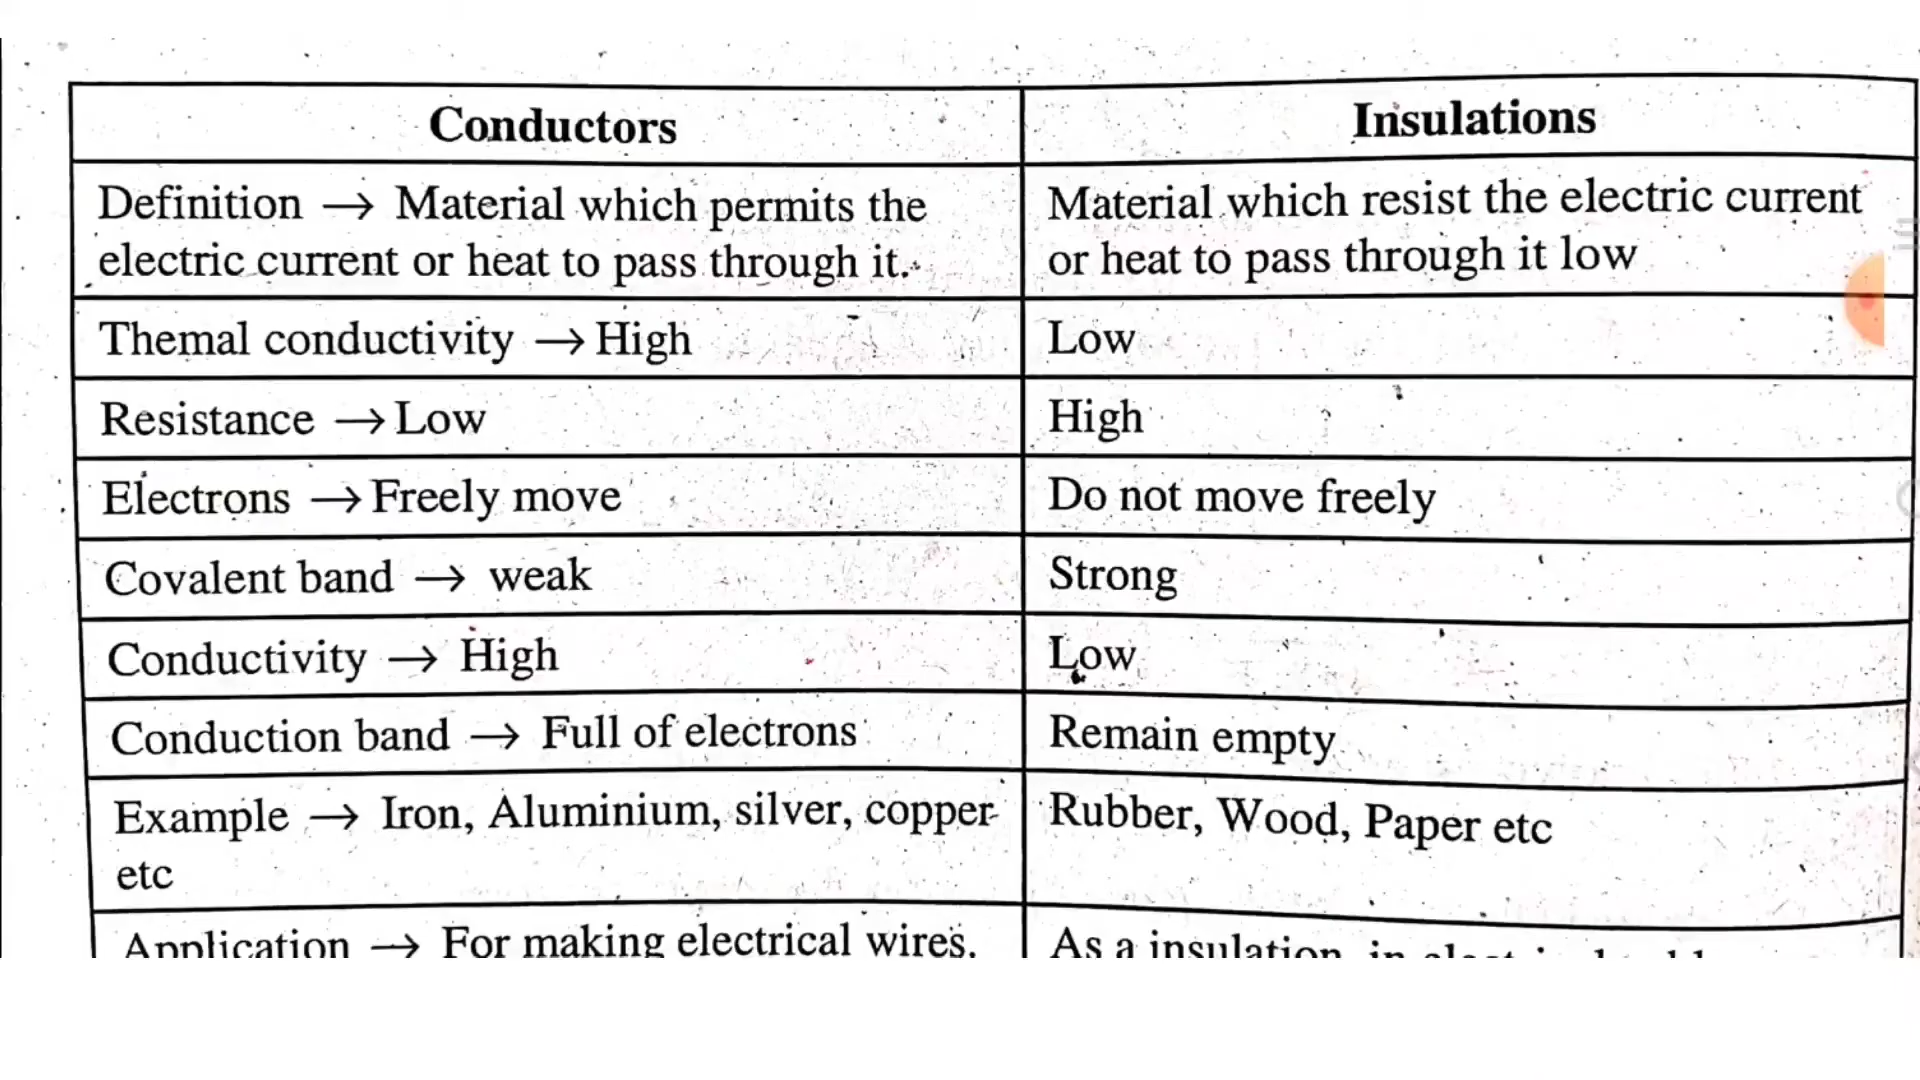 Conductors
Insulations
Definition → Material which permits the
electric current or heat to pass through it.
Material which resist the electric current
or heat to pass through it low
Themal conductivity → High
Low
Resistance → Low
High
Electrons → Freely move
Do not move freely
Covalent band → weak
Strong
Conductivity → High
Low
Conduction band → Full of electrons
Remain empty
Example → Iron, Aluminium, silver, copper
etc
Rubber, Wood, Paper etc
Application → For making electrical wires.
As a insulation in